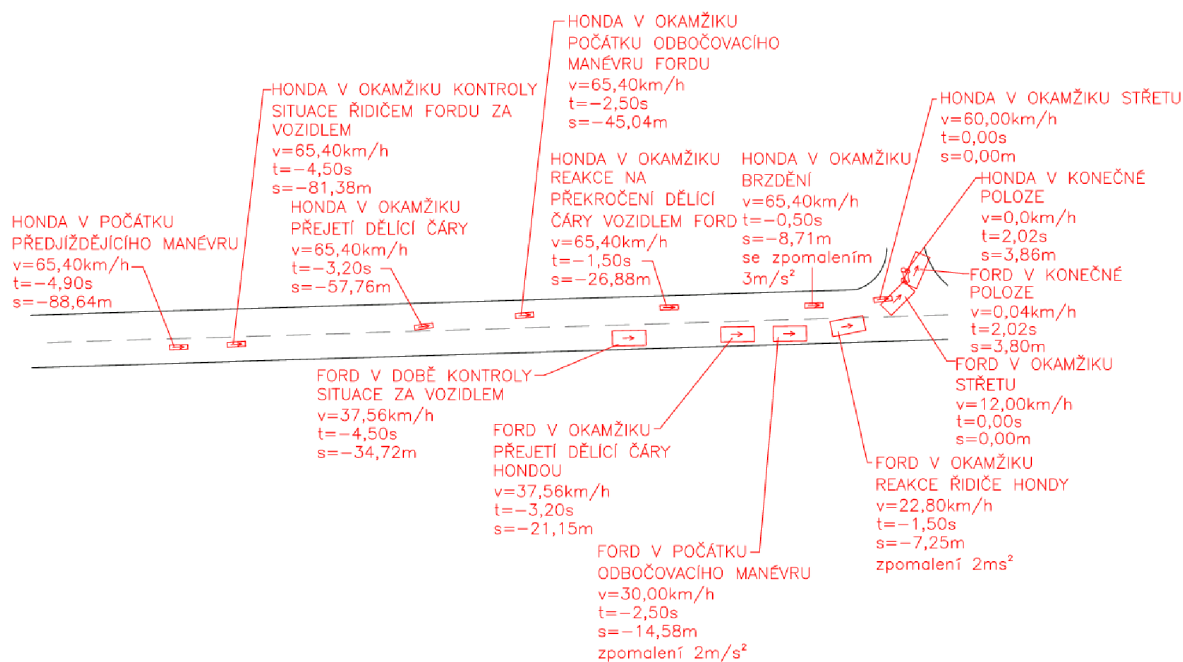 HONDA V OKAMŽIKU
POČÁTKU ODBOČOVACÍHO
MANÉVRU FORDU
v=65,40km/h
t=−2,50s
s=−45,04m
HONDA V OKAMŽIKU KONTROLY
SITUACE ŘIDIČEM FORDU ZA
VOZIDLEM
v=65,40km/h
t=−4,50s
s=−81,38m
HONDA V OKAMŽIKU STŘETU
v=60,00km/h
t=0,00s
s=0,00m
HONDA V OKAMŽIKU
REAKCE NA
PŘEKROČENÍ DĚLÍCÍ
ČÁRY VOZIDLEM FORD
v=65,40km/h
t=−1,50s
s=−26,88m
HONDA V OKAMŽIKU
BRZDĚNÍ
v=65,40km/h
t=−0,50s
s=−8,71m
se zpomalením
3m/s²
HONDA V KONEČNÉ
POLOZE
v=0,0km/h
t=2,02s
s=3,86m
HONDA V OKAMŽIKU
PŘEJETÍ DĚLÍCÍ ČÁRY
v=65,40km/h
t=−3,20s
s=−57,76m
HONDA V POČÁTKU
PŘEDJÍŽDĚJÍCÍHO MANÉVRU
v=65,40km/h
t=−4,90s
s=−88,64m
FORD V KONEČNÉ
POLOZE
v=0,04km/h
t=2,02s
s=3,80m
FORD V OKAMŽIKU
STŘETU
v=12,00km/h
t=0,00s
s=0,00m
FORD V DOBĚ KONTROLY
SITUACE ZA VOZIDLEM
v=37,56km/h
t=−4,50s
s=−34,72m
FORD V OKAMŽIKU
PŘEJETÍ DĚLÍCÍ ČÁRY
HONDOU
v=37,56km/h
t=−3,20s
s=−21,15m
FORD V OKAMŽIKU
REAKCE ŘIDIČE HONDY
v=22,80km/h
t=−1,50s
s=−7,25m
zpomalení 2ms²
FORD V POČÁTKU
ODBOČOVACÍHO MANÉVRU
v=30,00km/h
t=−2,50s
s=−14,58m
zpomalení 2m/s²